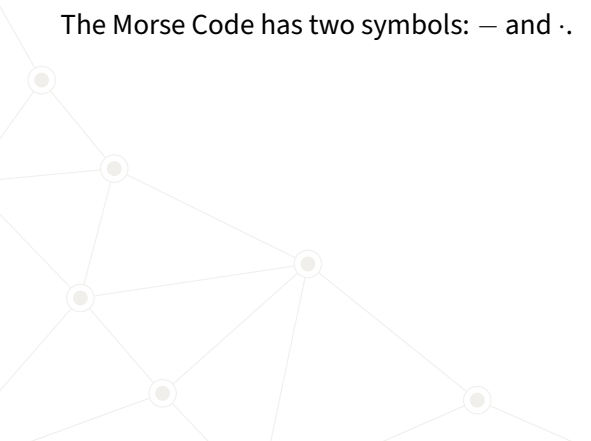 The Morse Code has two symbols: − and ·.